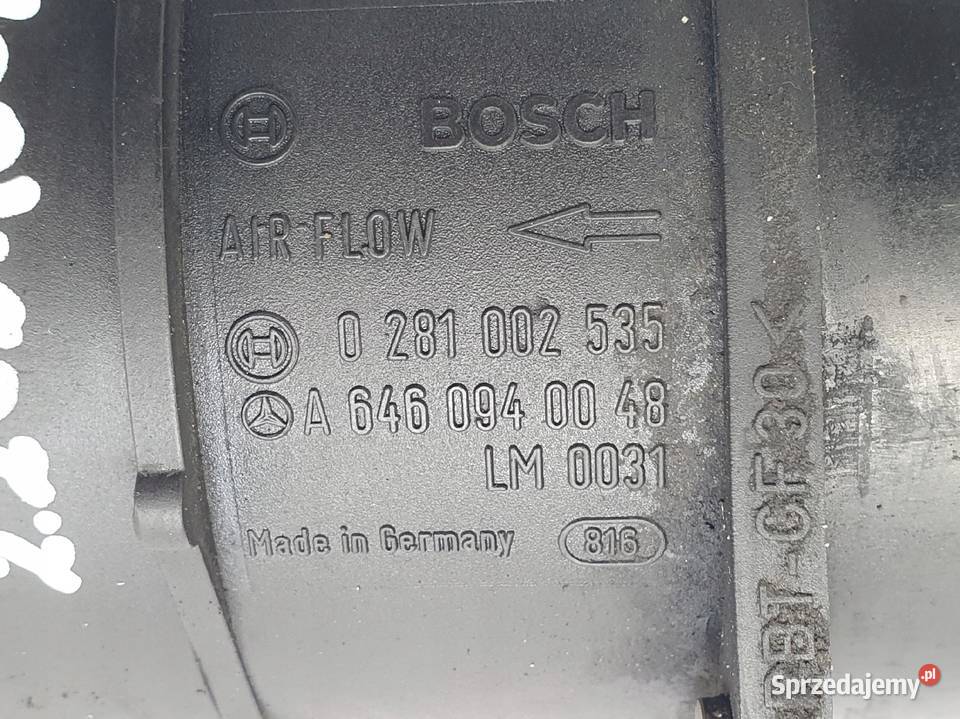 BOSCH
AIR FLOW
0 281 002 535
A 646 094 00 48
LM 0031
Made in Germany 816
PBT-GF30<
Sprzedajemy.pl